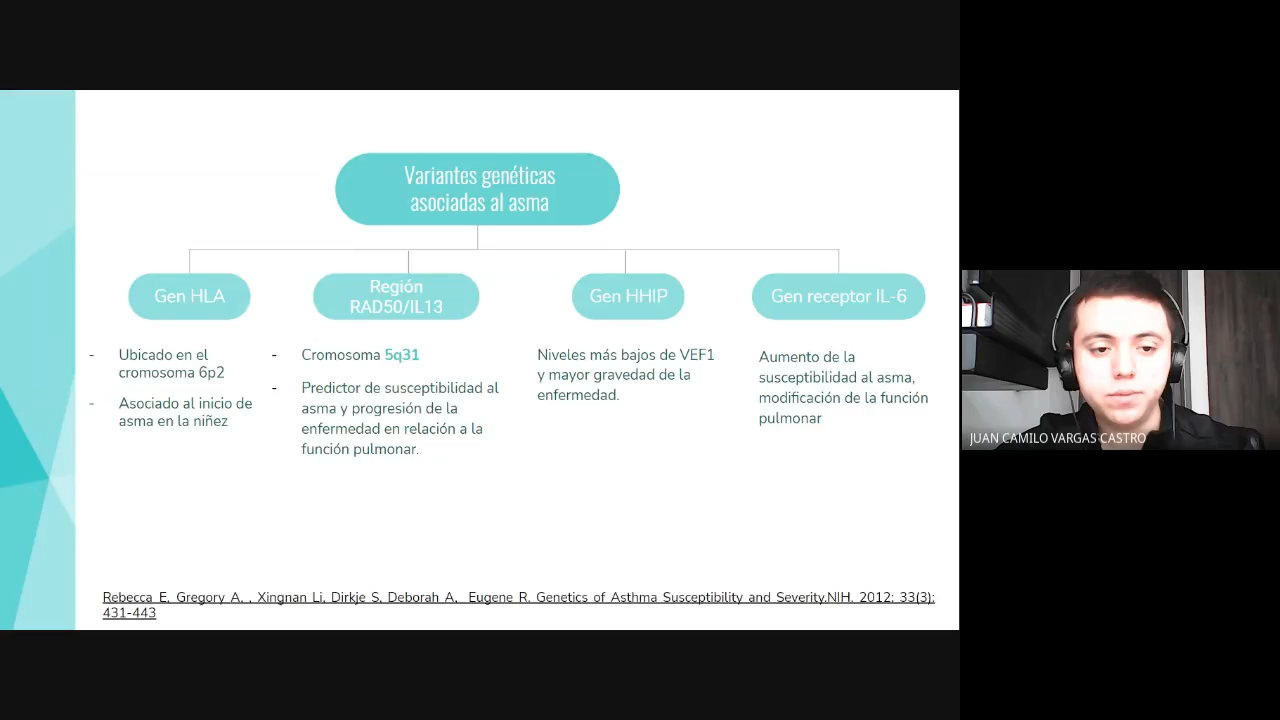 Variantes genéticas
asociadas al asma
Gen HLA
Región
RAD50/IL13
Gen HHIP
Gen receptor IL-6
- Ubicado en el
cromosoma 6p2
- Asociado al inicio de
asma en la niñez
- Cromosoma 5q31
- Predictor de susceptibilidad al
asma y progresión de la
enfermedad en relación a la
función pulmonar.
Niveles más bajos de VEF1
y mayor gravedad de la
enfermedad.
Aumento de la
susceptibilidad al asma,
modificación de la función
pulmonar
Rebecca E, Gregory A, , Xingnan Li, Dirkje S, Deborah A, Eugene R. Genetics of Asthma Susceptibility and Severity.NIH. 2012; 33(3):
431-443
JUAN CAMILO VARGAS CASTRO